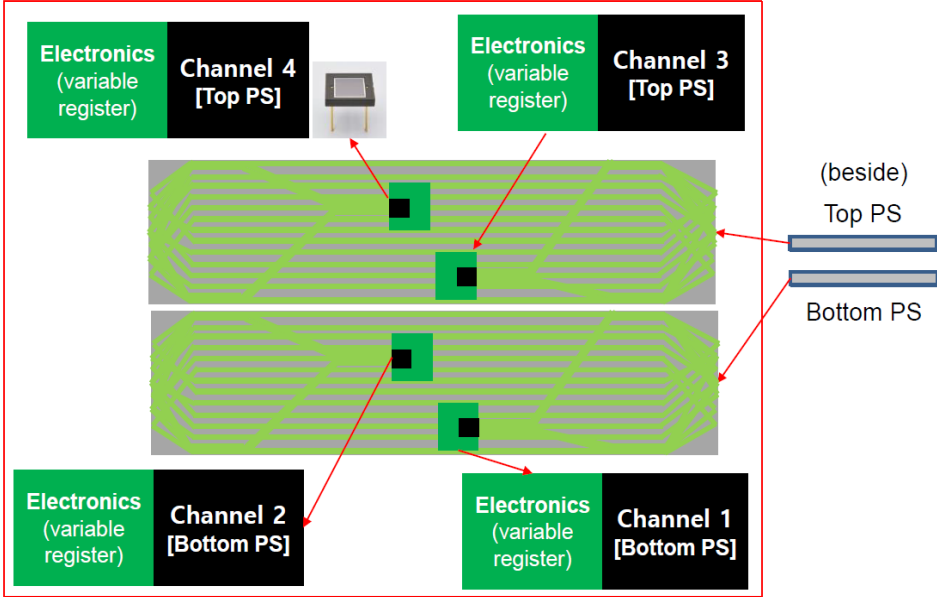 Electronics
(variable
register)
Channel 4
[Top PS]
Electronics
(variable
register)
Channel 3
[Top PS]
(beside)
Top PS
Bottom PS
Electronics
(variable
register)
Channel 2
[Bottom PS]
Electronics
(variable
register)
Channel 1
[Bottom PS]